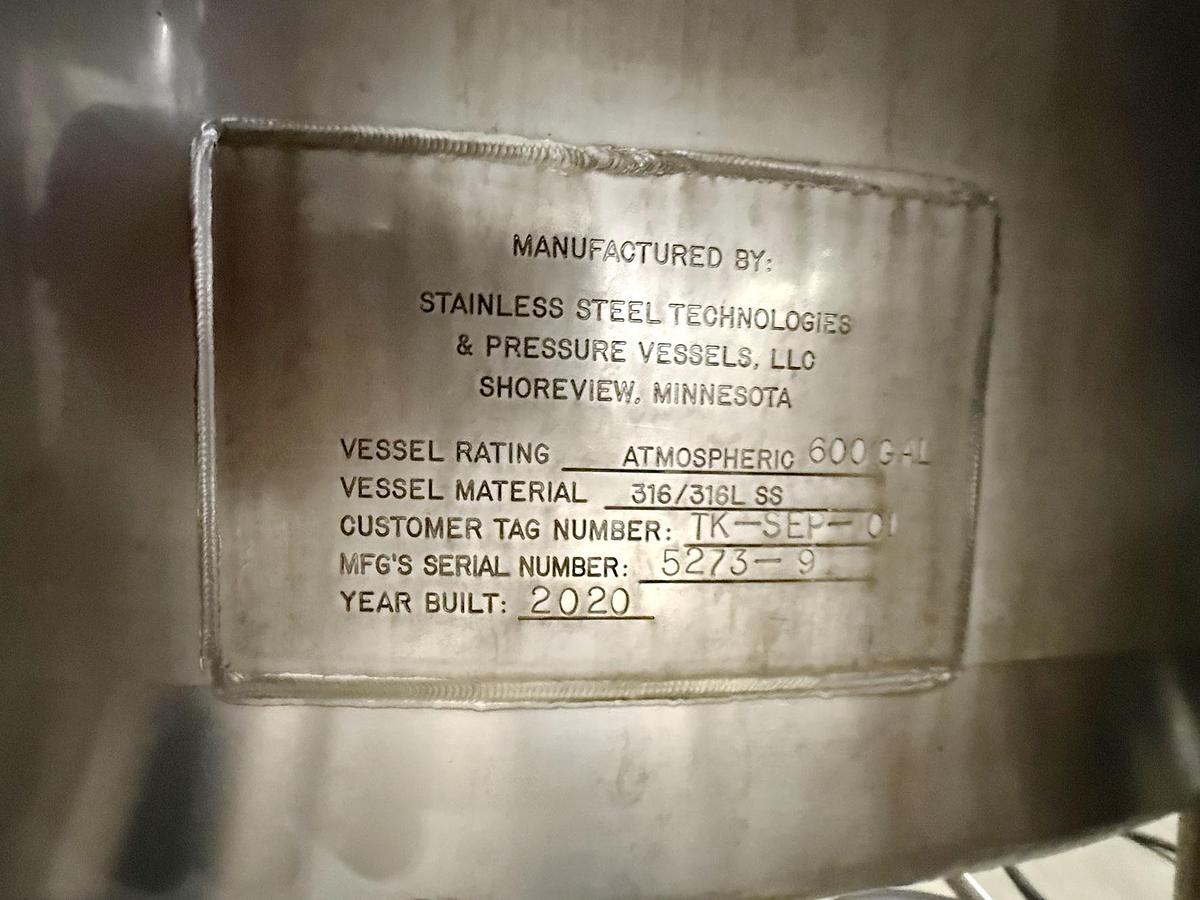 MANUFACTURED BY:
STAINLESS STEEL TECHNOLOGIES
& PRESSURE VESSELS, LLC
SHOREVIEW, MINNESOTA
VESSEL RATING ATMOSPHERIC 600 GAL
VESSEL MATERIAL 316/316L SS
CUSTOMER TAG NUMBER: TK-SEP-01
MFG'S SERIAL NUMBER: 5273-9
YEAR BUILT: 2020